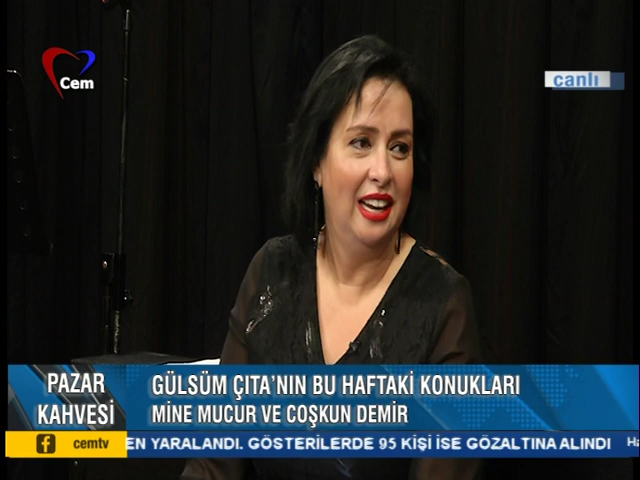 Cem
canlı
PAZAR
KAHVESİ
GÜLSÜM ÇITA'NIN BU HAFTAKİ KONUKLARI
MİNE MUCUR VE COŞKUN DEMİR
cemtv
EN YARALANDI. GÖSTERİLERDE 95 KİŞİ İSE GÖZALTINA ALINDI